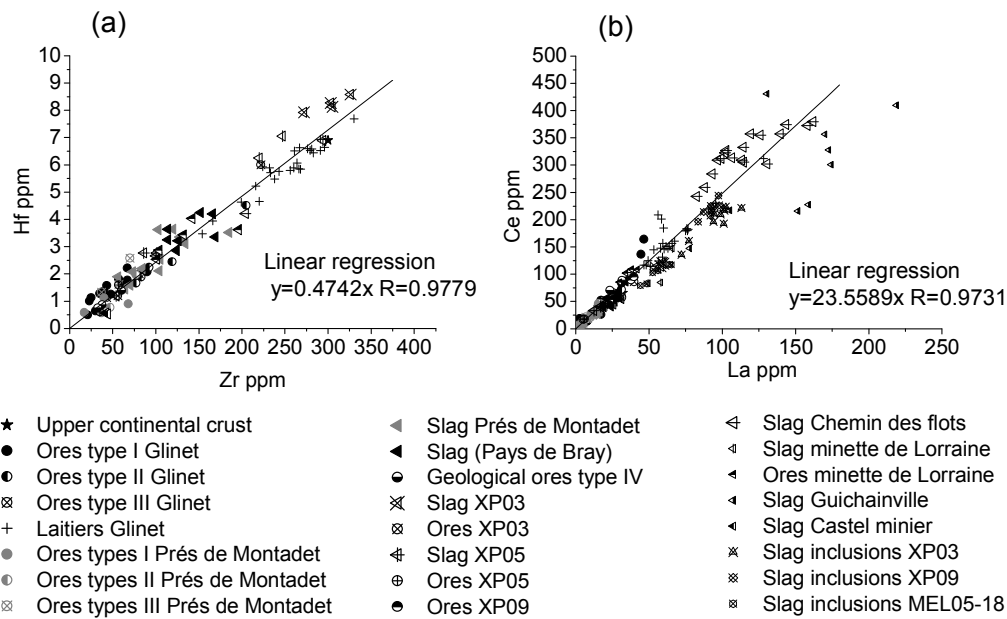 (a)
Hf ppm
10
9
8
7
6
5
4
3
2
1
0
0 50 100 150 200 250 300 350 400
Zr ppm
Linear regression
y=0.4742x R=0.9779
(b)
Ce ppm
500
450
400
350
300
250
200
150
100
50
0
0 50 100 150 200 250
La ppm
Linear regression
y=23.5589x R=0.9731
Upper continental crust
Ores type I Glinet
Ores type II Glinet
Ores type III Glinet
Laitiers Glinet
Ores types I Prés de Montadet
Ores types II Prés de Montadet
Ores types III Prés de Montadet
Slag Prés de Montadet
Slag (Pays de Bray)
Geological ores type IV
Slag XP03
Ores XP03
Slag XP05
Ores XP05
Ores XP09
Slag Chemin des flots
Slag minette de Lorraine
Ores minette de Lorraine
Slag Guichainville
Slag Castel minier
Slag inclusions XP03
Slag inclusions XP09
Slag inclusions MEL05-18